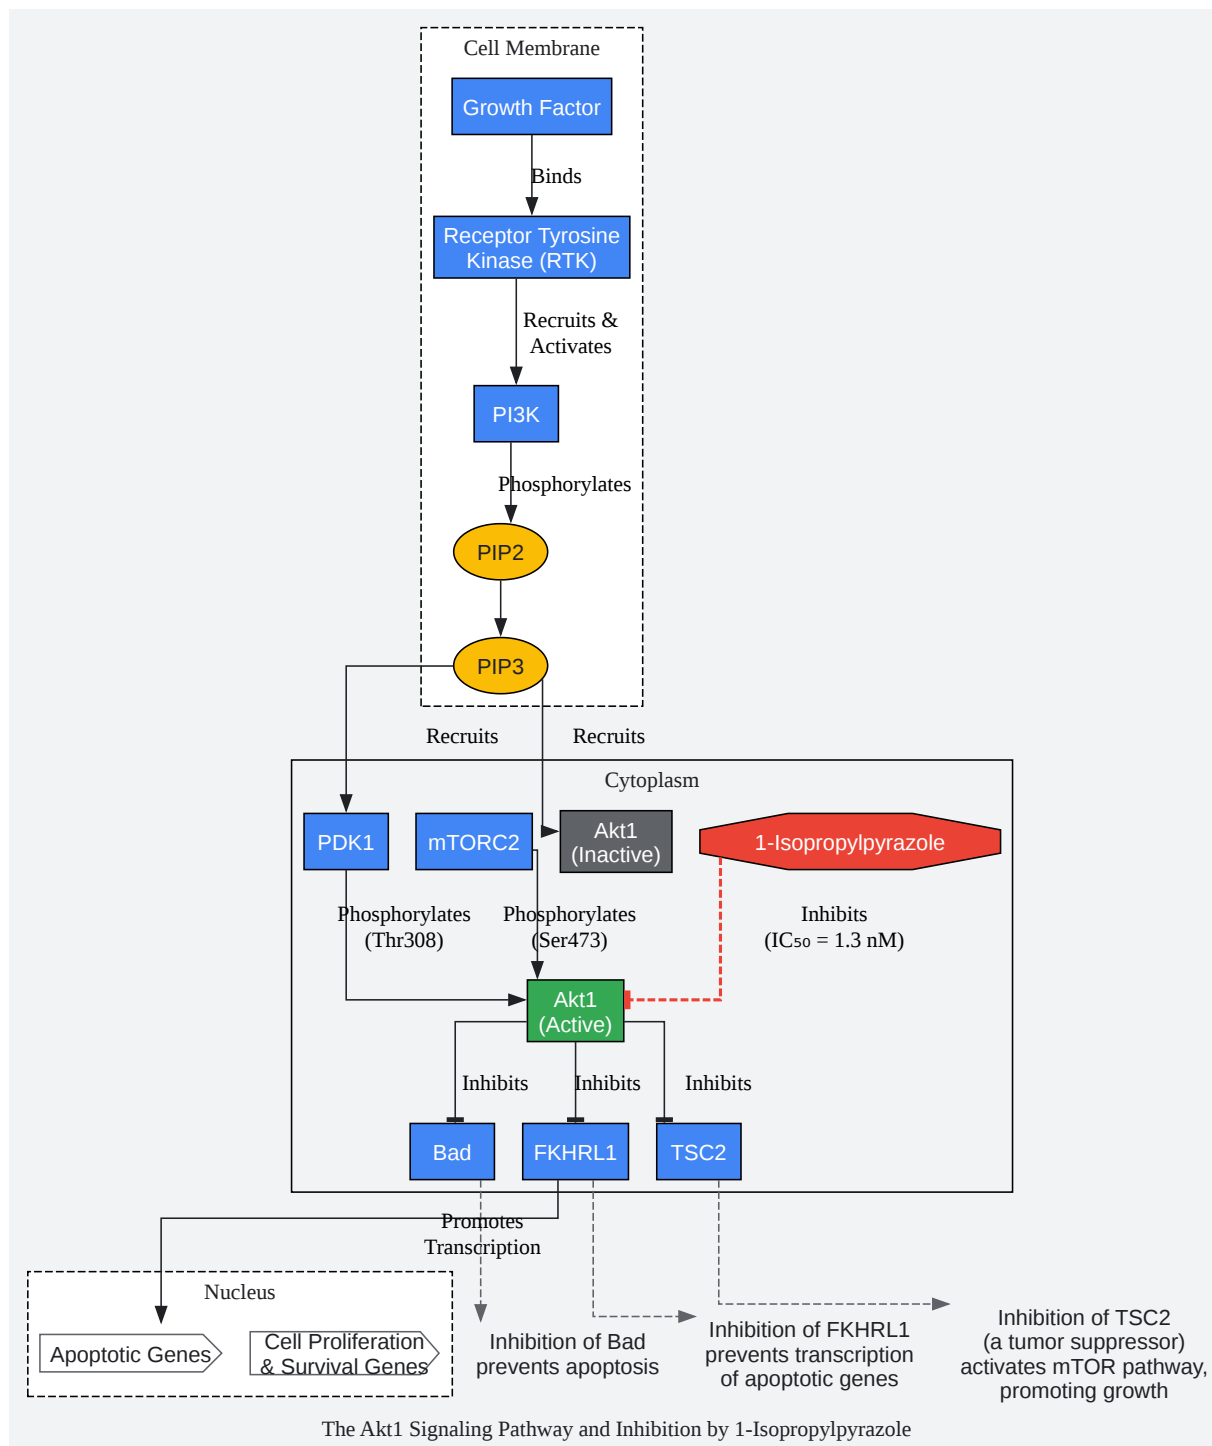 Cell Membrane
Growth Factor
Binds
Receptor Tyrosine
Kinase (RTK)
Recruits &
Activates
PI3K
Phosphorylates
PIP2
PIP3
Recruits
Recruits
Cytoplasm
PDK1
mTORC2
Akt1
(Inactive)
1-Isopropylpyrazole
Phosphorylates
(Thr308)
Phosphorylates
(Ser473)
Inhibits
(IC₅₀ = 1.3 nM)
Akt1
(Active)
Inhibits
Inhibits
Inhibits
Bad
FKHRL1
TSC2
Promotes
Transcription
Nucleus
Apoptotic Genes
Cell Proliferation
& Survival Genes
Inhibition of Bad
prevents apoptosis
Inhibition of FKHRL1
prevents transcription
of apoptotic genes
Inhibition of TSC2
(a tumor suppressor)
activates mTOR pathway,
promoting growth
The Akt1 Signaling Pathway and Inhibition by 1-Isopropylpyrazole